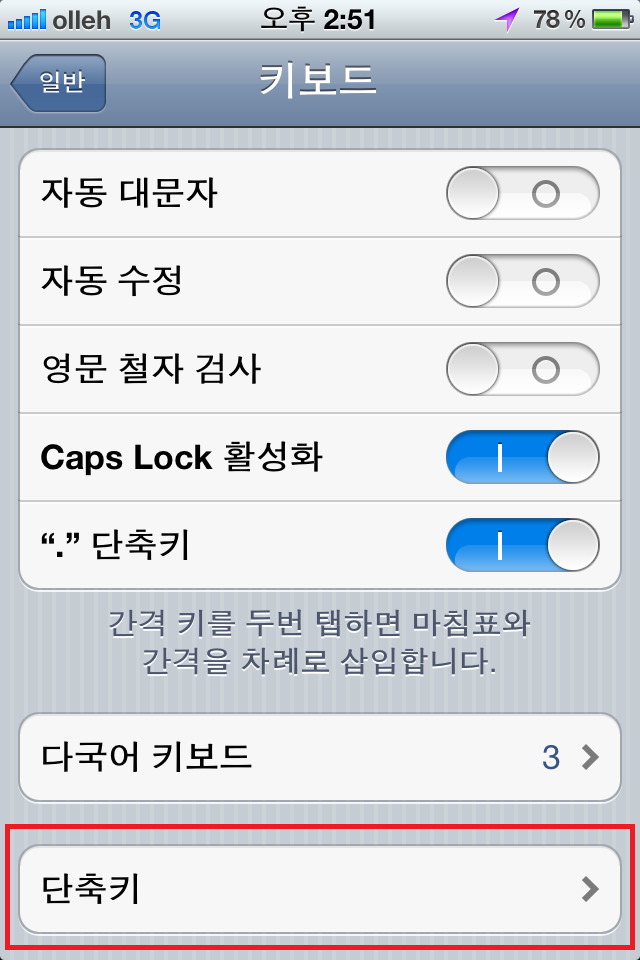 olleh 3G 오후 2:51 78%
일반 키보드
자동 대문자
자동 수정
영문 철자 검사
Caps Lock 활성화
“.” 단축키
간격 키를 두번 탭하면 마침표와
간격을 차례로 삽입합니다.
다국어 키보드 3
단축키